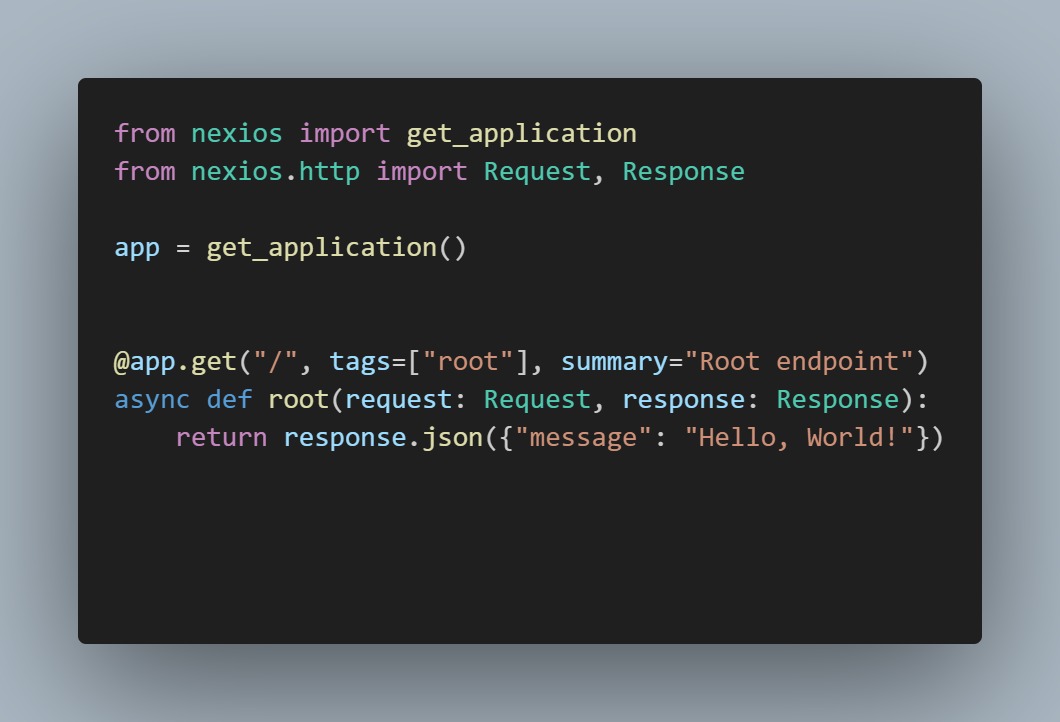 from nexios import get_application
from nexios.http import Request, Response

app = get_application()


@app.get("/", tags=["root"], summary="Root endpoint")
async def root(request: Request, response: Response):
    return response.json({"message": "Hello, World!"})